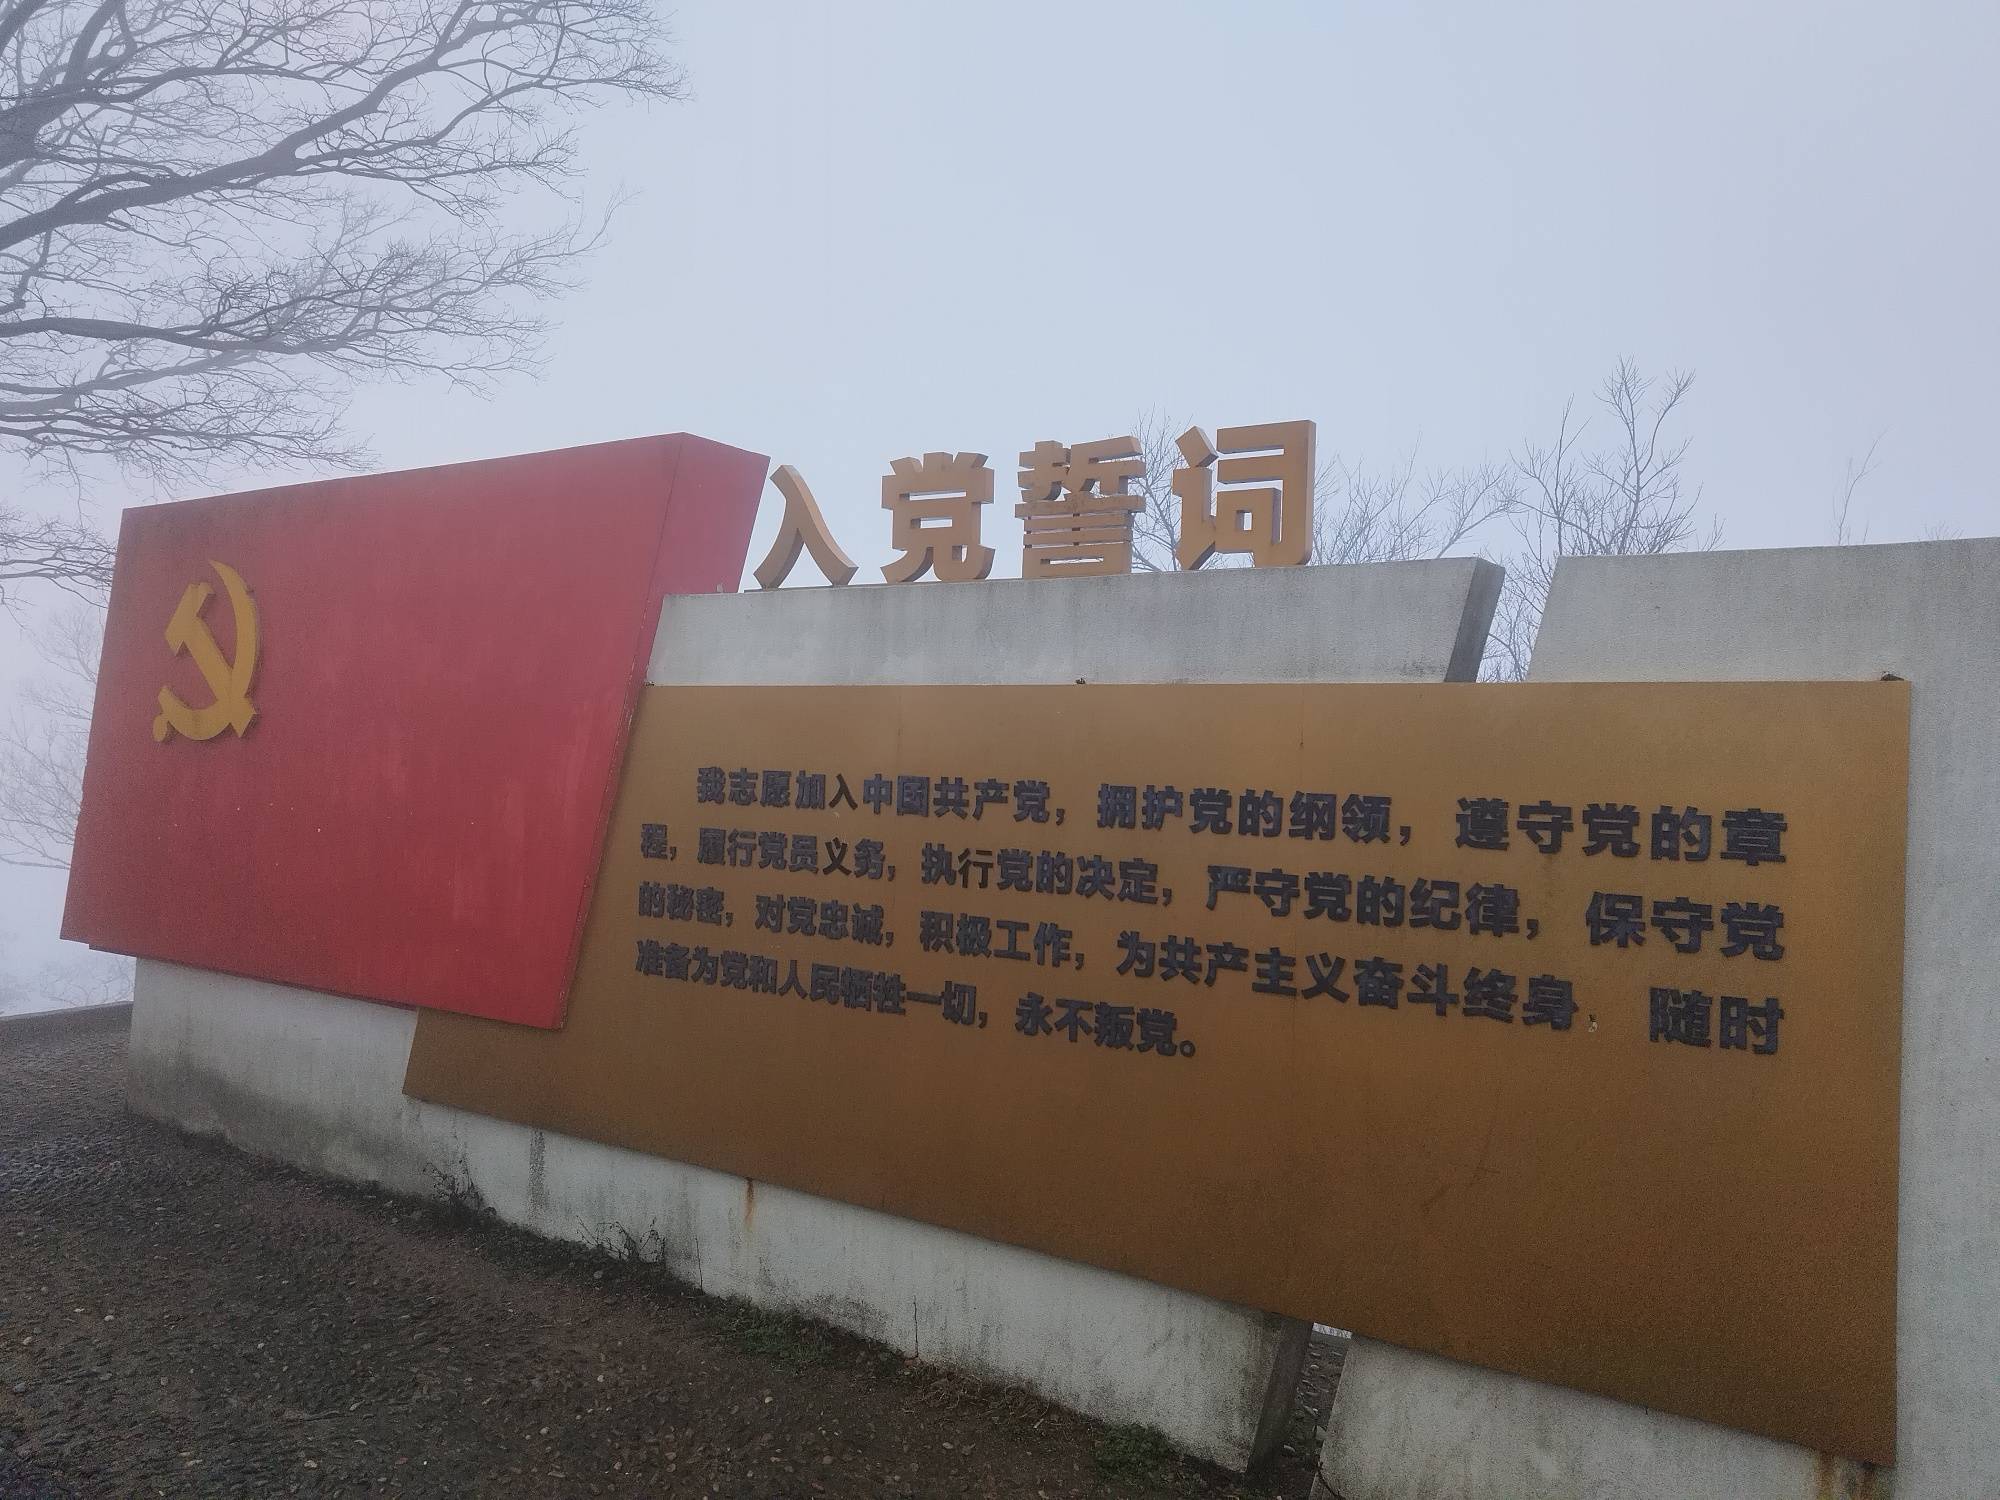 入党誓词
我志愿加入中国共产党，拥护党的纲领，遵守党的章
程，履行党员义务，执行党的决定，严守党的纪律，保守党
的秘密，对党忠诚，积极工作，为共产主义奋斗终身 随时
准备为党和人民牺牲一切，永不叛党。